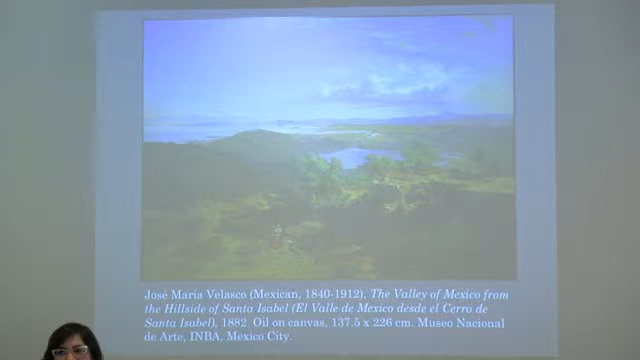 José María Velasco (Mexican, 1840-1912). The Valley of Mexico from
the Hillside of Santa Isabel (El Valle de Mexico desde el Cerro de
Santa Isabel), 1882. Oil on canvas, 137.5 x 226 cm. Museo Nacional
de Arte, INBA, Mexico City.